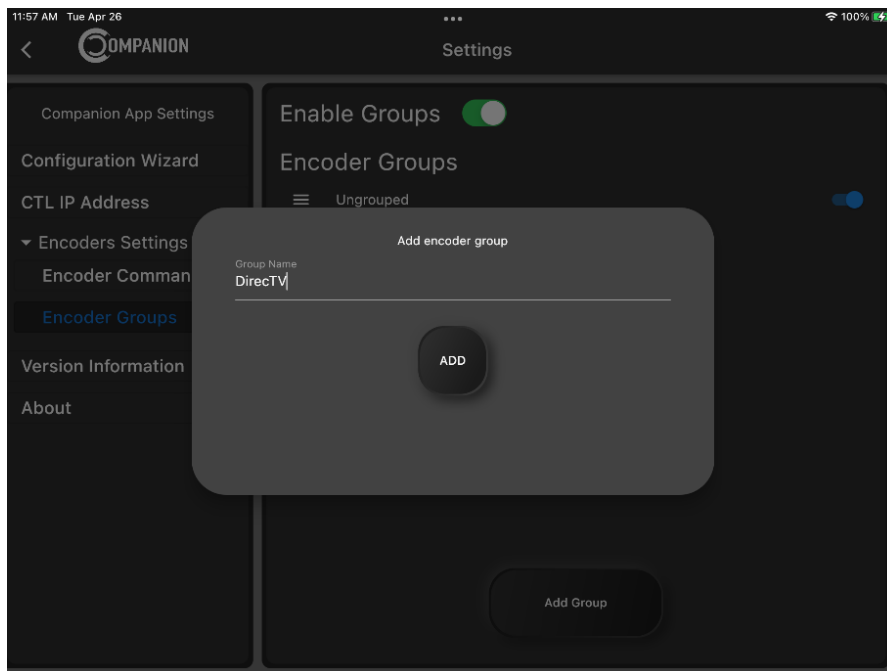 11:57 AM Tue Apr 26
100%
COMPANION
Settings
Companion App Settings
Configuration Wizard
CTL IP Address
Encoders Settings
Encoder Comman
Encoder Groups
Version Information
About
Enable Groups
Encoder Groups
Ungrouped
Add encoder group
Group Name
DirecTV
ADD
Add Group